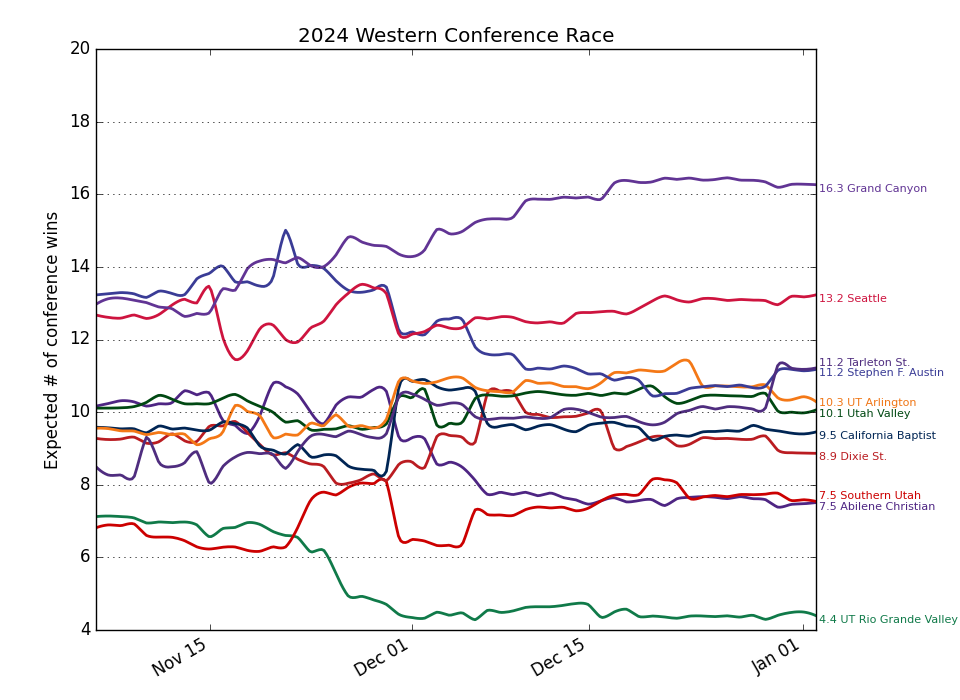 2024 Western Conference Race
Expected # of conference wins
20
18
16
14
12
10
8
6
4
Nov 15
Dec 01
Dec 15
Jan 01
16.3 Grand Canyon
13.2 Seattle
11.2 Tarleton St.
11.2 Stephen F. Austin
10.3 UT Arlington
10.1 Utah Valley
9.5 California Baptist
8.9 Dixie St.
7.5 Southern Utah
7.5 Abilene Christian
4.4 UT Rio Grande Valley